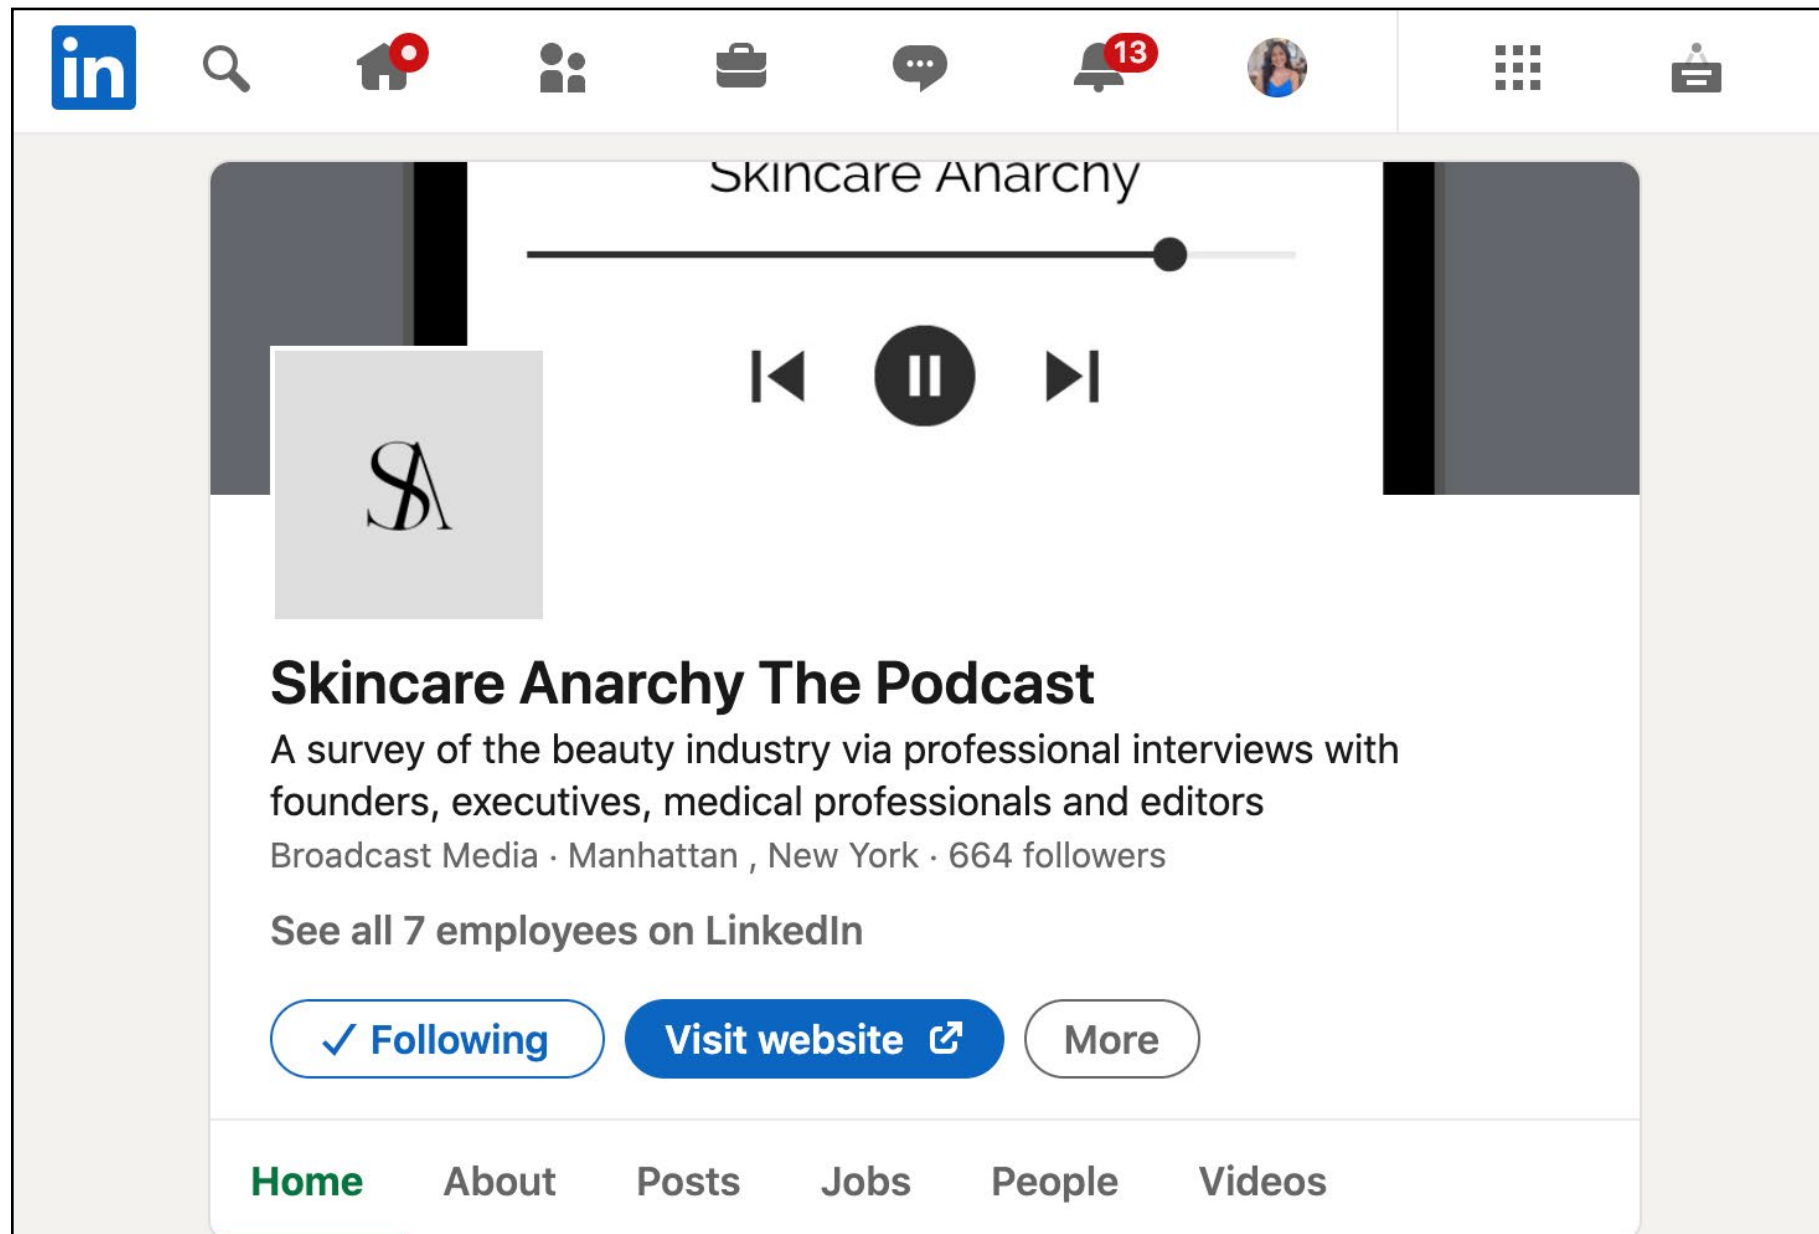 in
13
Skincare Anarchy
SA
Skincare Anarchy The Podcast
A survey of the beauty industry via professional interviews with
founders, executives, medical professionals and editors
Broadcast Media · Manhattan , New York · 664 followers
See all 7 employees on LinkedIn
Following Visit website More
Home About Posts Jobs People Videos